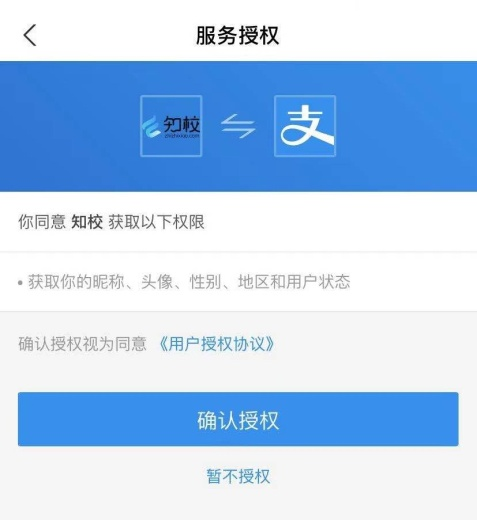 服务授权
知校
支
你同意 知校 获取以下权限
• 获取你的昵称、头像、性别、地区和用户状态
确认授权视为同意 《用户授权协议》
确认授权
暂不授权